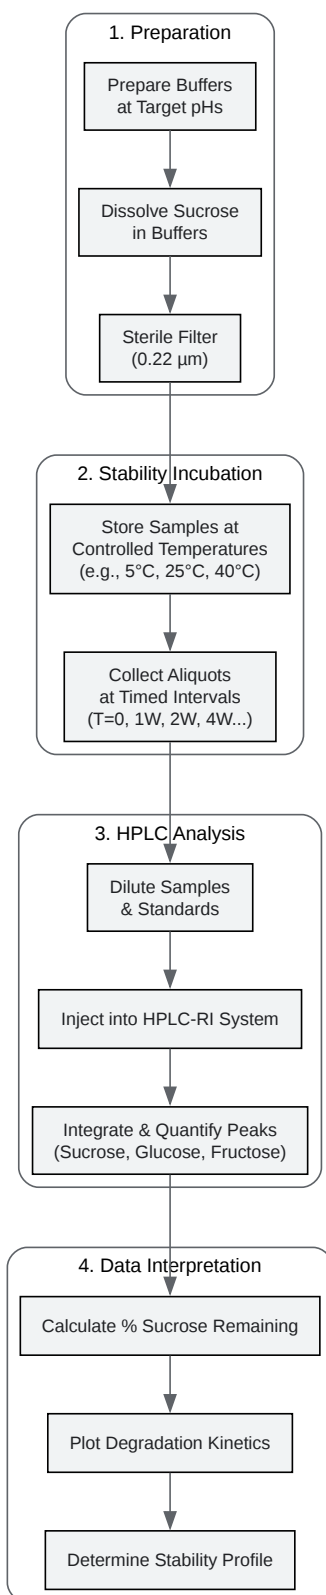 1. Preparation
Prepare Buffers
at Target pHs
Dissolve Sucrose
in Buffers
Sterile Filter
(0.22 µm)
2. Stability Incubation
Store Samples at
Controlled Temperatures
(e.g., 5°C, 25°C, 40°C)
Collect Aliquots
at Timed Intervals
(T=0, 1W, 2W, 4W...)
3. HPLC Analysis
Dilute Samples
& Standards
Inject into HPLC-RI System
Integrate & Quantify Peaks
(Sucrose, Glucose, Fructose)
4. Data Interpretation
Calculate % Sucrose Remaining
Plot Degradation Kinetics
Determine Stability Profile